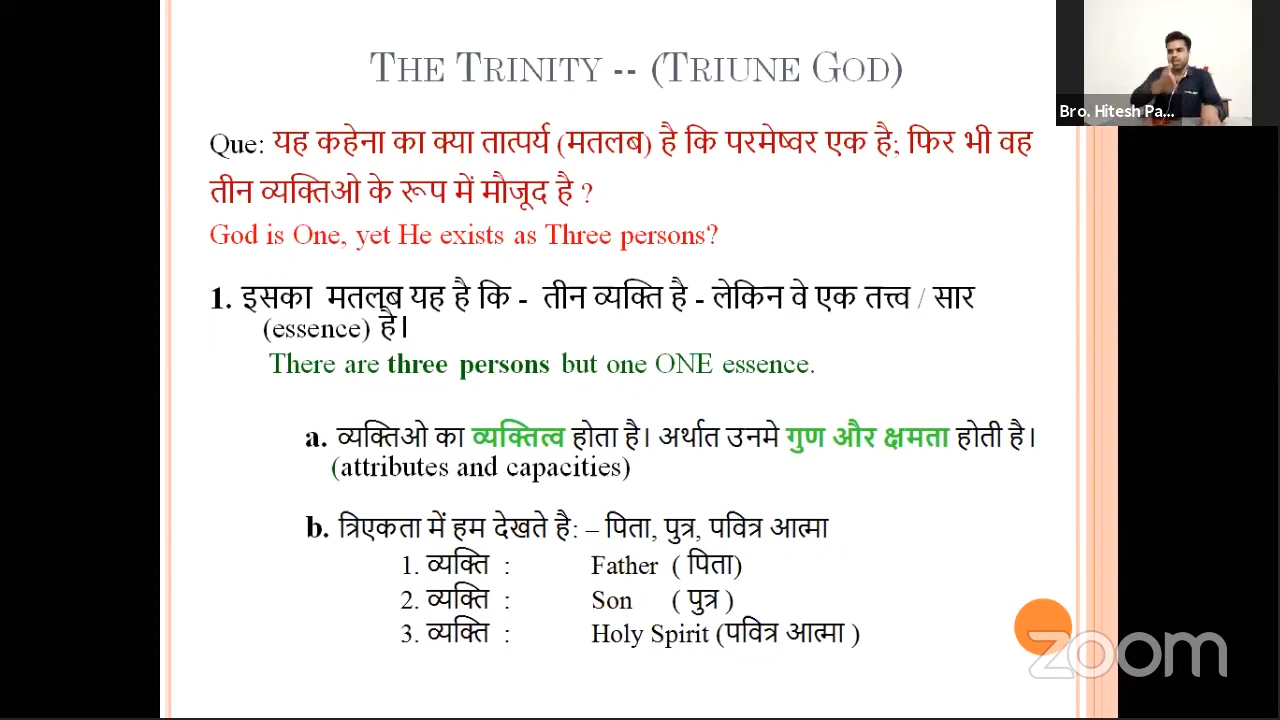 THE TRINITY -- (TRIUNE GOD)
Bro. Hitesh Pa...
Que: यह कहेना का क्या तात्पर्य (मतलब) है कि परमेष्वर एक है; फिर भी वह
तीन व्यक्तिओ के रूप में मौजूद है ?
God is One, yet He exists as Three persons?
1. इसका मतलब यह है कि - तीन व्यक्ति है - लेकिन वे एक तत्त्व / सार
(essence) है।
There are three persons but one ONE essence.
a. व्यक्तिओ का व्यक्तित्व होता है। अर्थात उनमे गुण और क्षमता होती है।
(attributes and capacities)
b. त्रिएकता में हम देखते है: – पिता, पुत्र, पवित्र आत्मा
1. व्यक्ति : Father ( पिता)
2. व्यक्ति : Son ( पुत्र )
3. व्यक्ति : Holy Spirit (पवित्र आत्मा )
zoom